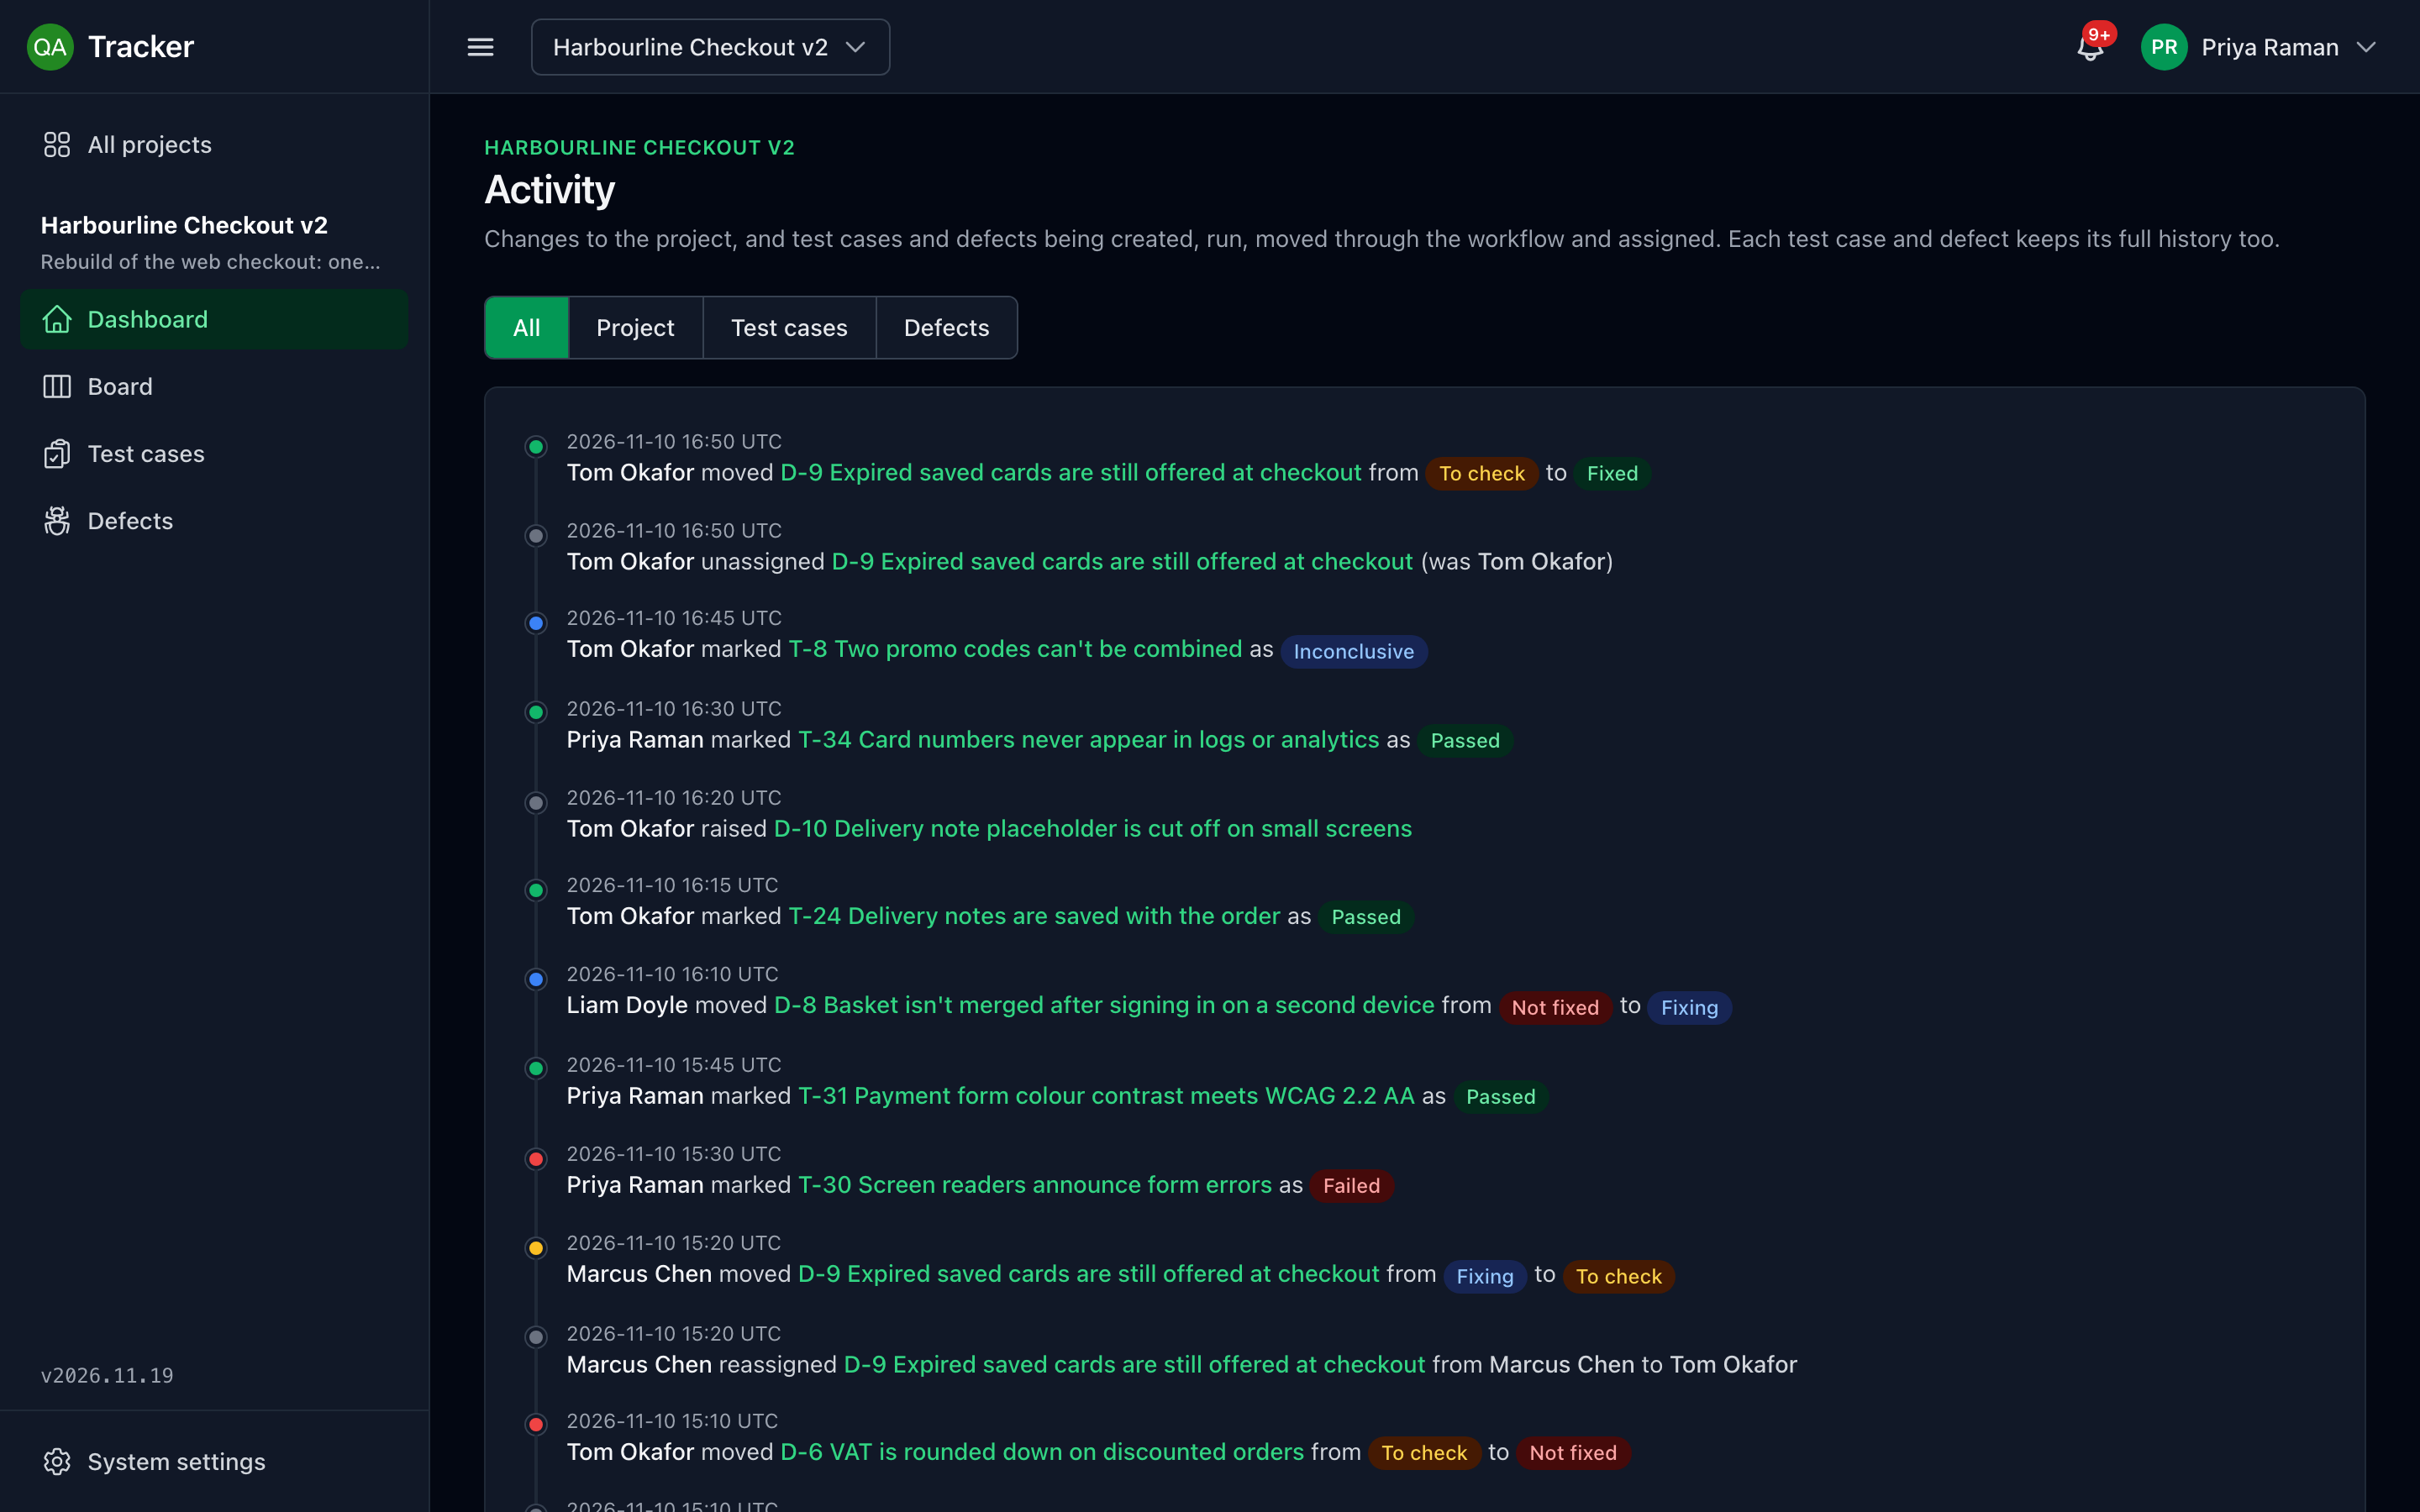 QA Tracker
Harbourline Checkout v2
9+
PR Priya Raman
All projects
Harbourline Checkout v2
Rebuild of the web checkout: one...
Dashboard
Board
Test cases
Defects
v2026.11.19
System settings
HARBOURLINE CHECKOUT V2
Activity
Changes to the project, and test cases and defects being created, run, moved through the workflow and assigned. Each test case and defect keeps its full history too.
All Project Test cases Defects
2026-11-10 16:50 UTC
Tom Okafor moved D-9 Expired saved cards are still offered at checkout from To check to Fixed
2026-11-10 16:50 UTC
Tom Okafor unassigned D-9 Expired saved cards are still offered at checkout (was Tom Okafor)
2026-11-10 16:45 UTC
Tom Okafor marked T-8 Two promo codes can't be combined as Inconclusive
2026-11-10 16:30 UTC
Priya Raman marked T-34 Card numbers never appear in logs or analytics as Passed
2026-11-10 16:20 UTC
Tom Okafor raised D-10 Delivery note placeholder is cut off on small screens
2026-11-10 16:15 UTC
Tom Okafor marked T-24 Delivery notes are saved with the order as Passed
2026-11-10 16:10 UTC
Liam Doyle moved D-8 Basket isn't merged after signing in on a second device from Not fixed to Fixing
2026-11-10 15:45 UTC
Priya Raman marked T-31 Payment form colour contrast meets WCAG 2.2 AA as Passed
2026-11-10 15:30 UTC
Priya Raman marked T-30 Screen readers announce form errors as Failed
2026-11-10 15:20 UTC
Marcus Chen moved D-9 Expired saved cards are still offered at checkout from Fixing to To check
2026-11-10 15:20 UTC
Marcus Chen reassigned D-9 Expired saved cards are still offered at checkout from Marcus Chen to Tom Okafor
2026-11-10 15:10 UTC
Tom Okafor moved D-6 VAT is rounded down on discounted orders from To check to Not fixed
2026-11-10 15:10 UTC